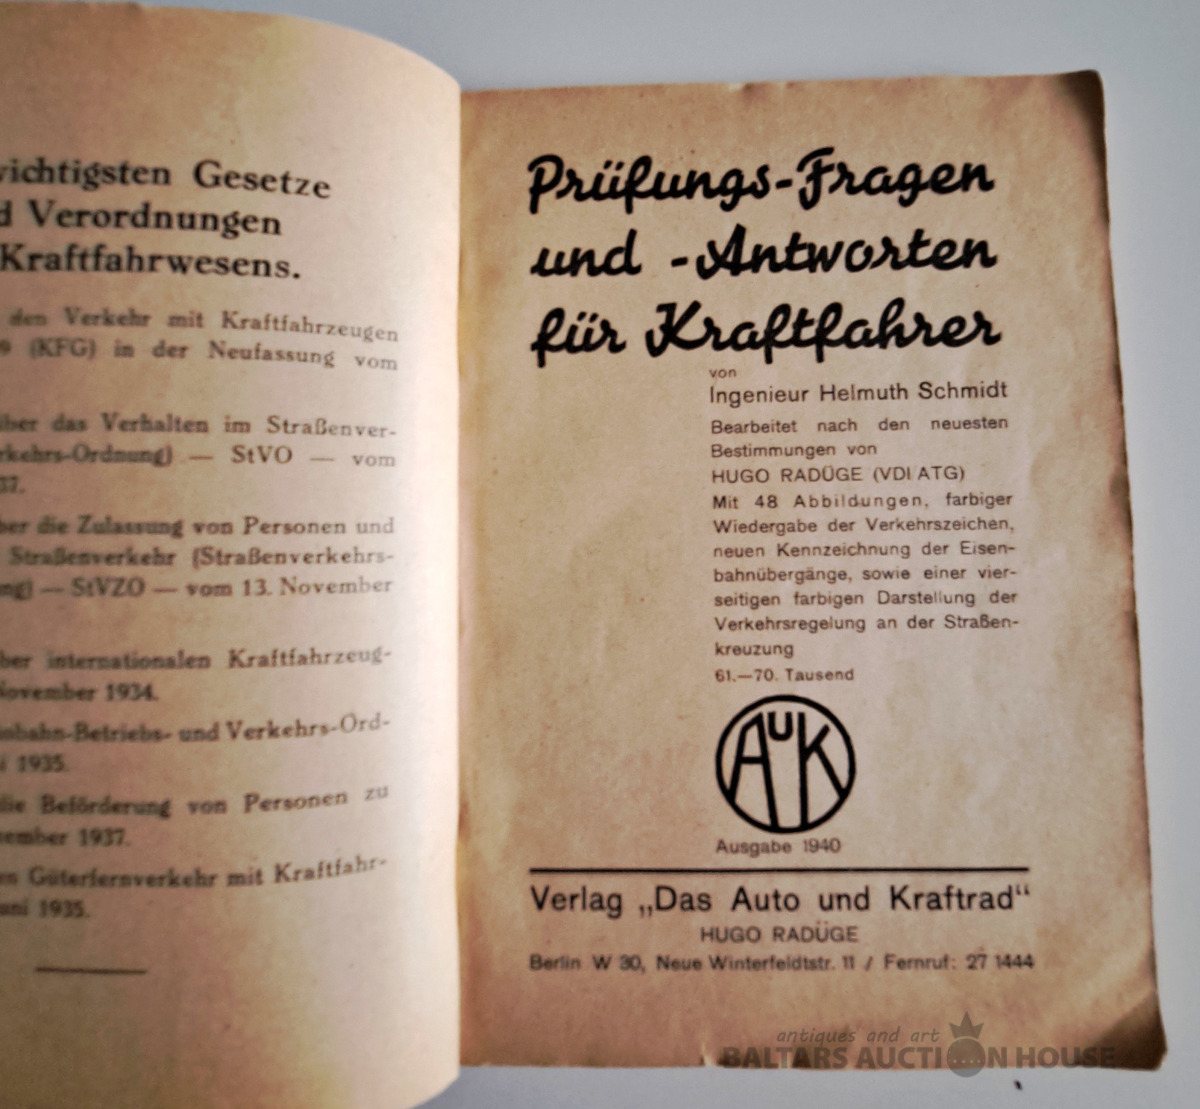 wichtigsten Gesetze
Verordnungen
Kraftfahrwesens.
den Verkehr mit Kraftfahrzeugen
(KFG) in der Neufassung vom
das Verhalten im Straßenver-
StVO — vom
37.
die Zulassung von Personen und
Straßenverkehr (Straßenverkehrs-
— StVZO — vom 13. November
internationalen Kraftfahrzeug-
November 1934.
Betriebs- und Verkehrs-Ord-
1935.
die Beförderung von Personen zu
1937.
Güterfernverkehr mit Kraftfahr-
1935.
Prüfungs-Fragen
und -Antworten
für Kraftfahrer
von
Ingenieur Helmuth Schmidt
Bearbeitet nach den neuesten
Bestimmungen von
HUGO RADÜGE (VDI ATG)
Mit 48 Abbildungen, farbiger
Wiedergabe der Verkehrszeichen,
neuen Kennzeichnung der Eisen-
bahnübergänge, sowie einer vier-
seitigen farbigen Darstellung der
Verkehrsregelung an der Straßen-
kreuzung
61.—70. Tausend
AuK
Ausgabe 1940
Verlag „Das Auto und Kraftrad“
HUGO RADÜGE
Berlin W 30, Neue Winterfeldtstr. 11 / Fernruf: 27 1444
antiques and art
BALTARS AUCTION HOUSE